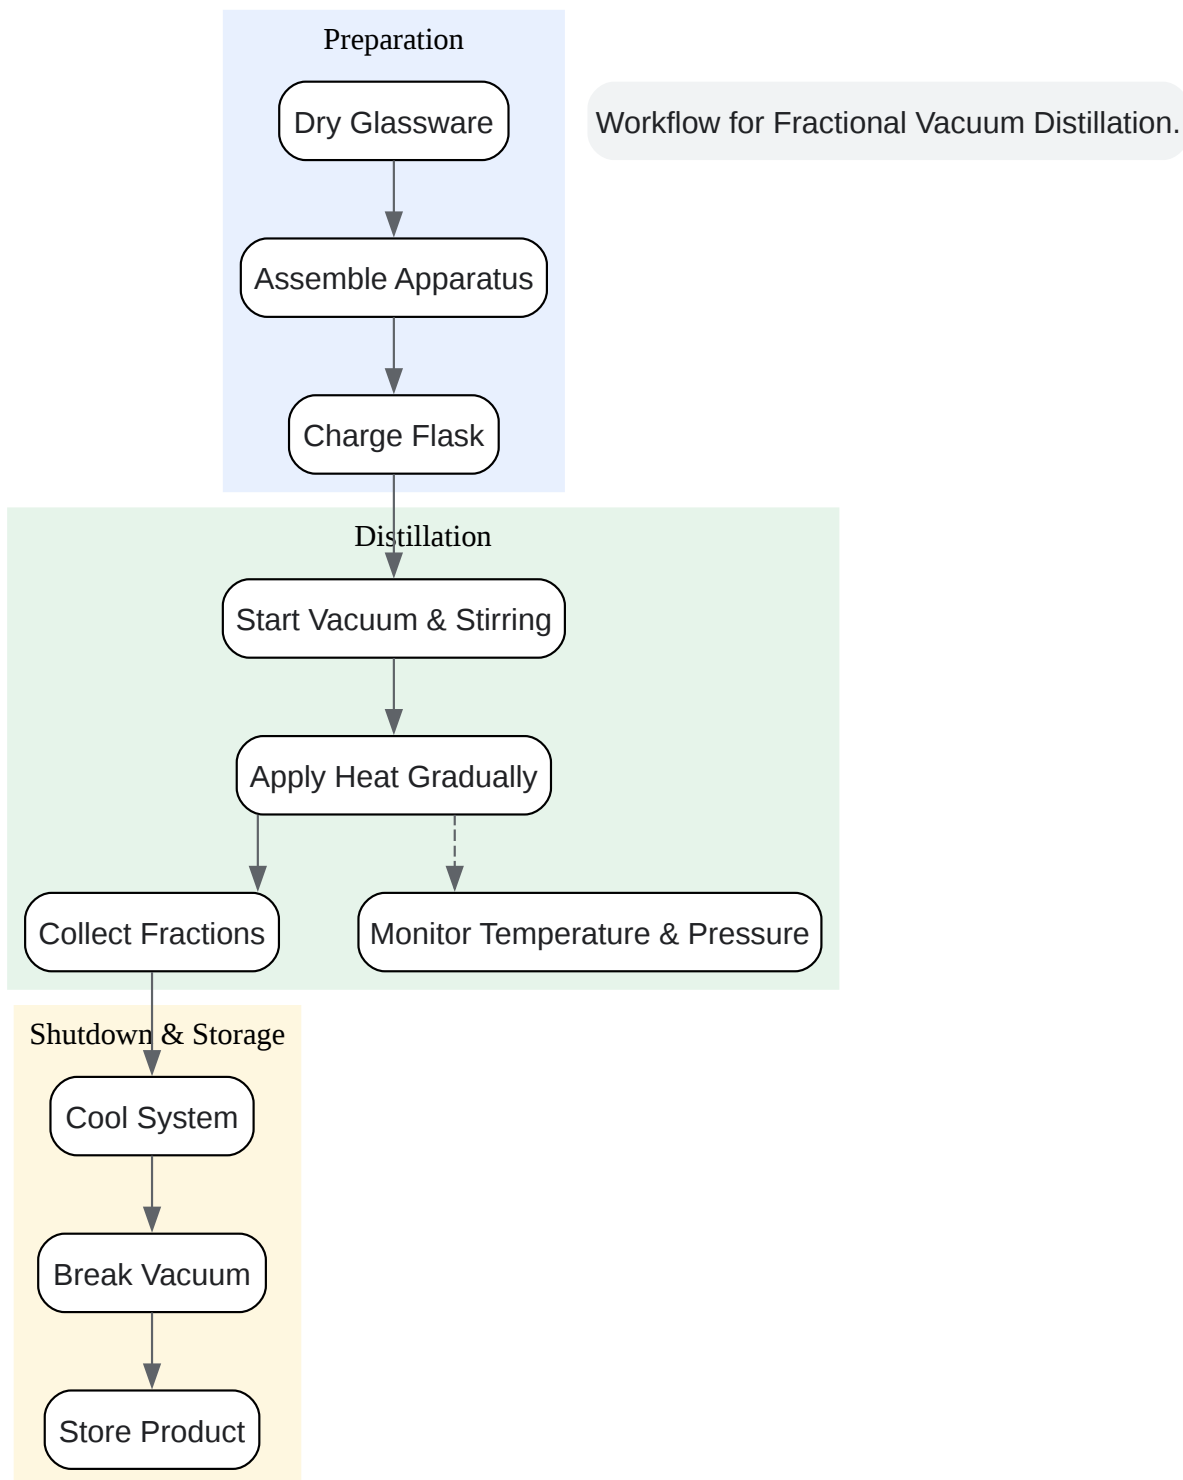 Preparation
Dry Glassware
Workflow for Fractional Vacuum Distillation.
Assemble Apparatus
Charge Flask
Distillation
Start Vacuum & Stirring
Apply Heat Gradually
Collect Fractions
Monitor Temperature & Pressure
Shutdown & Storage
Cool System
Break Vacuum
Store Product